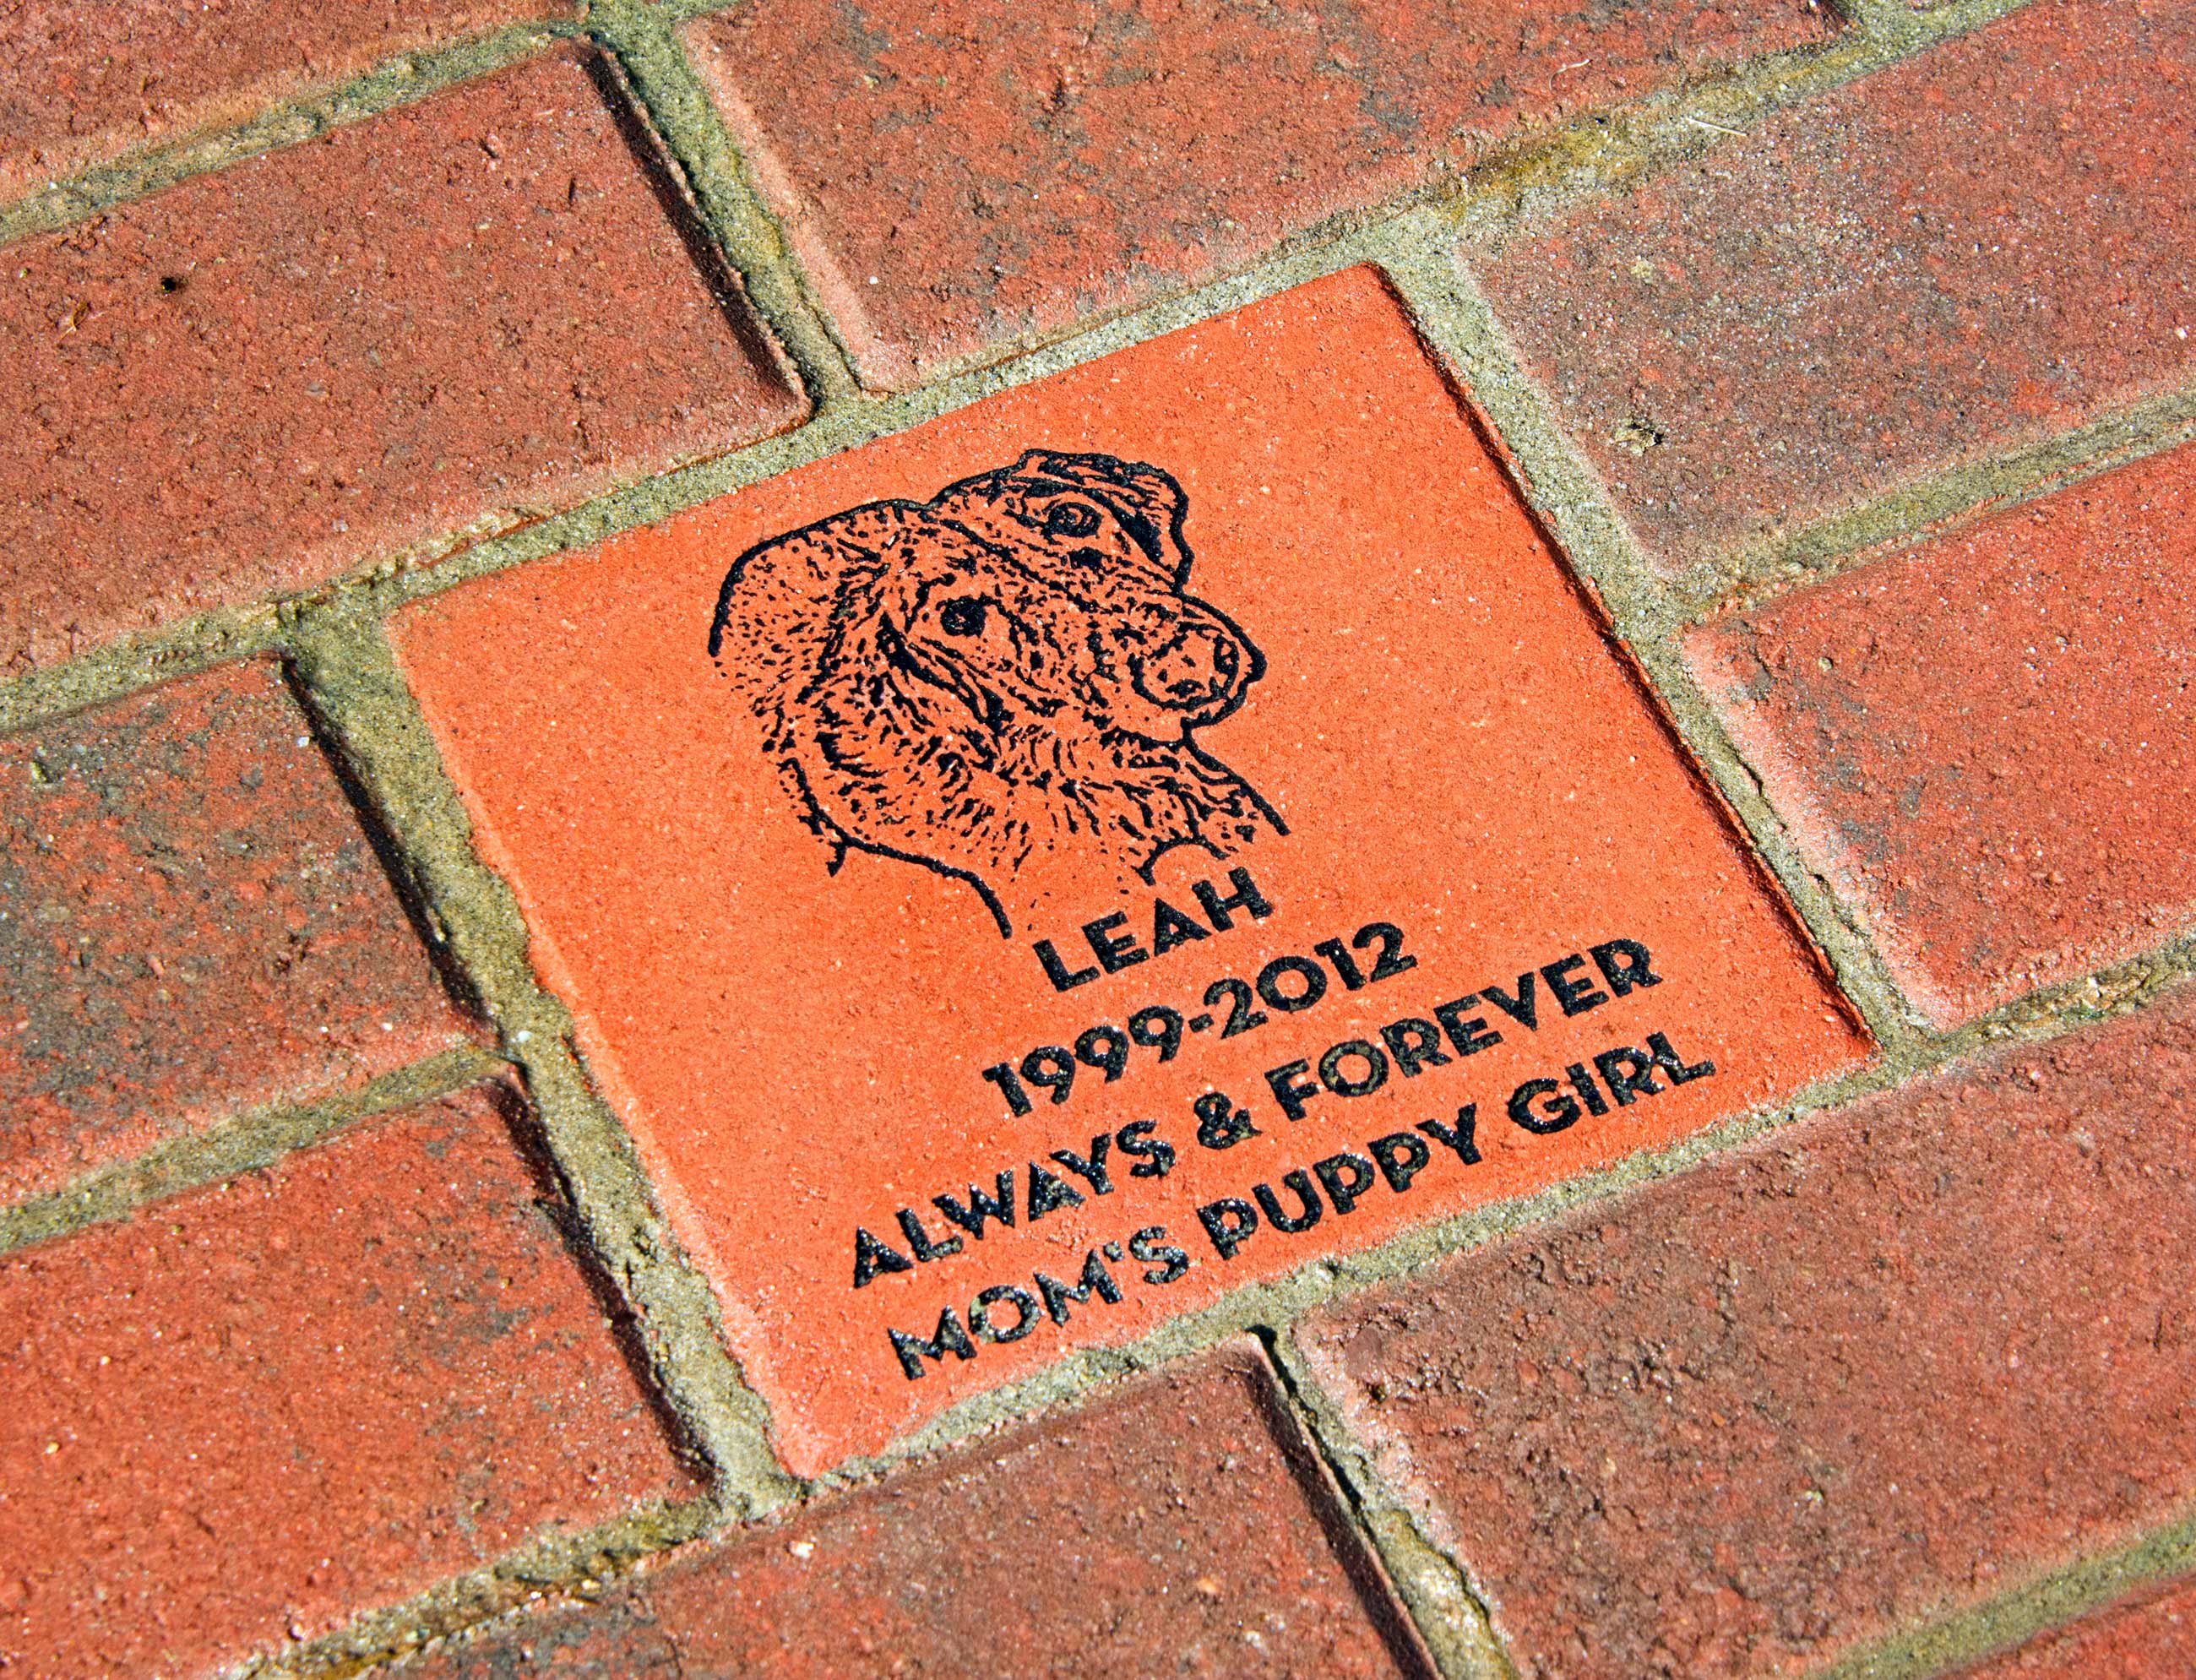 LEAH
1999-2012
ALWAYS & FOREVER
MOM'S PUPPY GIRL